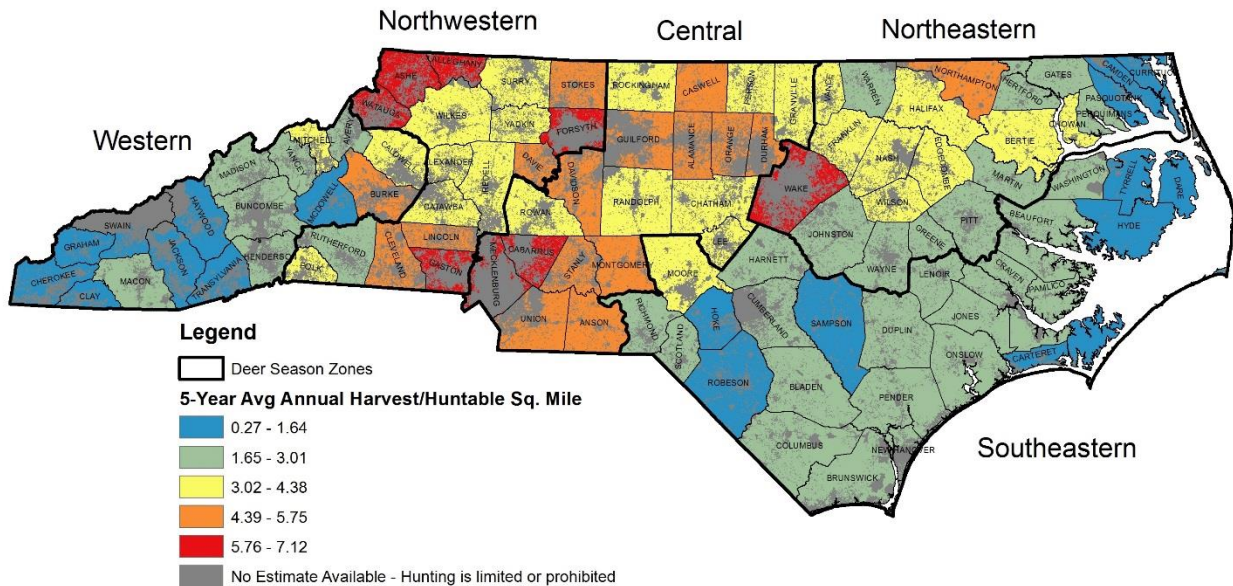 Northwestern
Central
Northeastern
Western
Southeastern
ASHE
ALLEGHANY
SURRY
STOKES
ROCKINGHAM
CASWELL
PERSON
GRANVILLE
VANCE
WARREN
NORTHAMPTON
HERTFORD
GATES
CAMDEN
CURRITUCK
PASQUOTANK
PERQUIMANS
CHOWAN
WATAUGA
WILKES
YADKIN
FORSYTH
GUILFORD
ALAMANCE
ORANGE
DURHAM
FRANKLIN
HALIFAX
BERTIE
MITCHELL
AVERY
CALDWELL
ALEXANDER
IREDELL
DAVIE
DAVIDSON
RANDOLPH
CHATHAM
WAKE
NASH
EDGECOMBE
MARTIN
WASHINGTON
TYRRELL
DARE
MADISON
YANCEY
MCDOWELL
BURKE
CATAWBA
ROWAN
WILSON
PITT
BEAUFORT
HYDE
SWAIN
HAYWOOD
BUNCOMBE
RUTHERFORD
CLEVELAND
LINCOLN
CABARRUS
STANLY
MONTGOMERY
MOORE
LEE
HARNETT
JOHNSTON
GREENE
WAYNE
LENOIR
CRAVEN
PAMLICO
GRAHAM
CHEROKEE
CLAY
MACON
JACKSON
TRANSYLVANIA
HENDERSON
POLK
GASTON
MECKLENBURG
UNION
ANSON
RICHMOND
SCOTLAND
HOKE
CUMBERLAND
SAMPSON
DUPLIN
JONES
ONSLOW
CARTERET
ROBESON
BLADEN
PENDER
COLUMBUS
NEW HANOVER
BRUNSWICK
Legend
Deer Season Zones
5-Year Avg Annual Harvest/Huntable Sq. Mile
0.27 - 1.64
1.65 - 3.01
3.02 - 4.38
4.39 - 5.75
5.76 - 7.12
No Estimate Available - Hunting is limited or prohibited